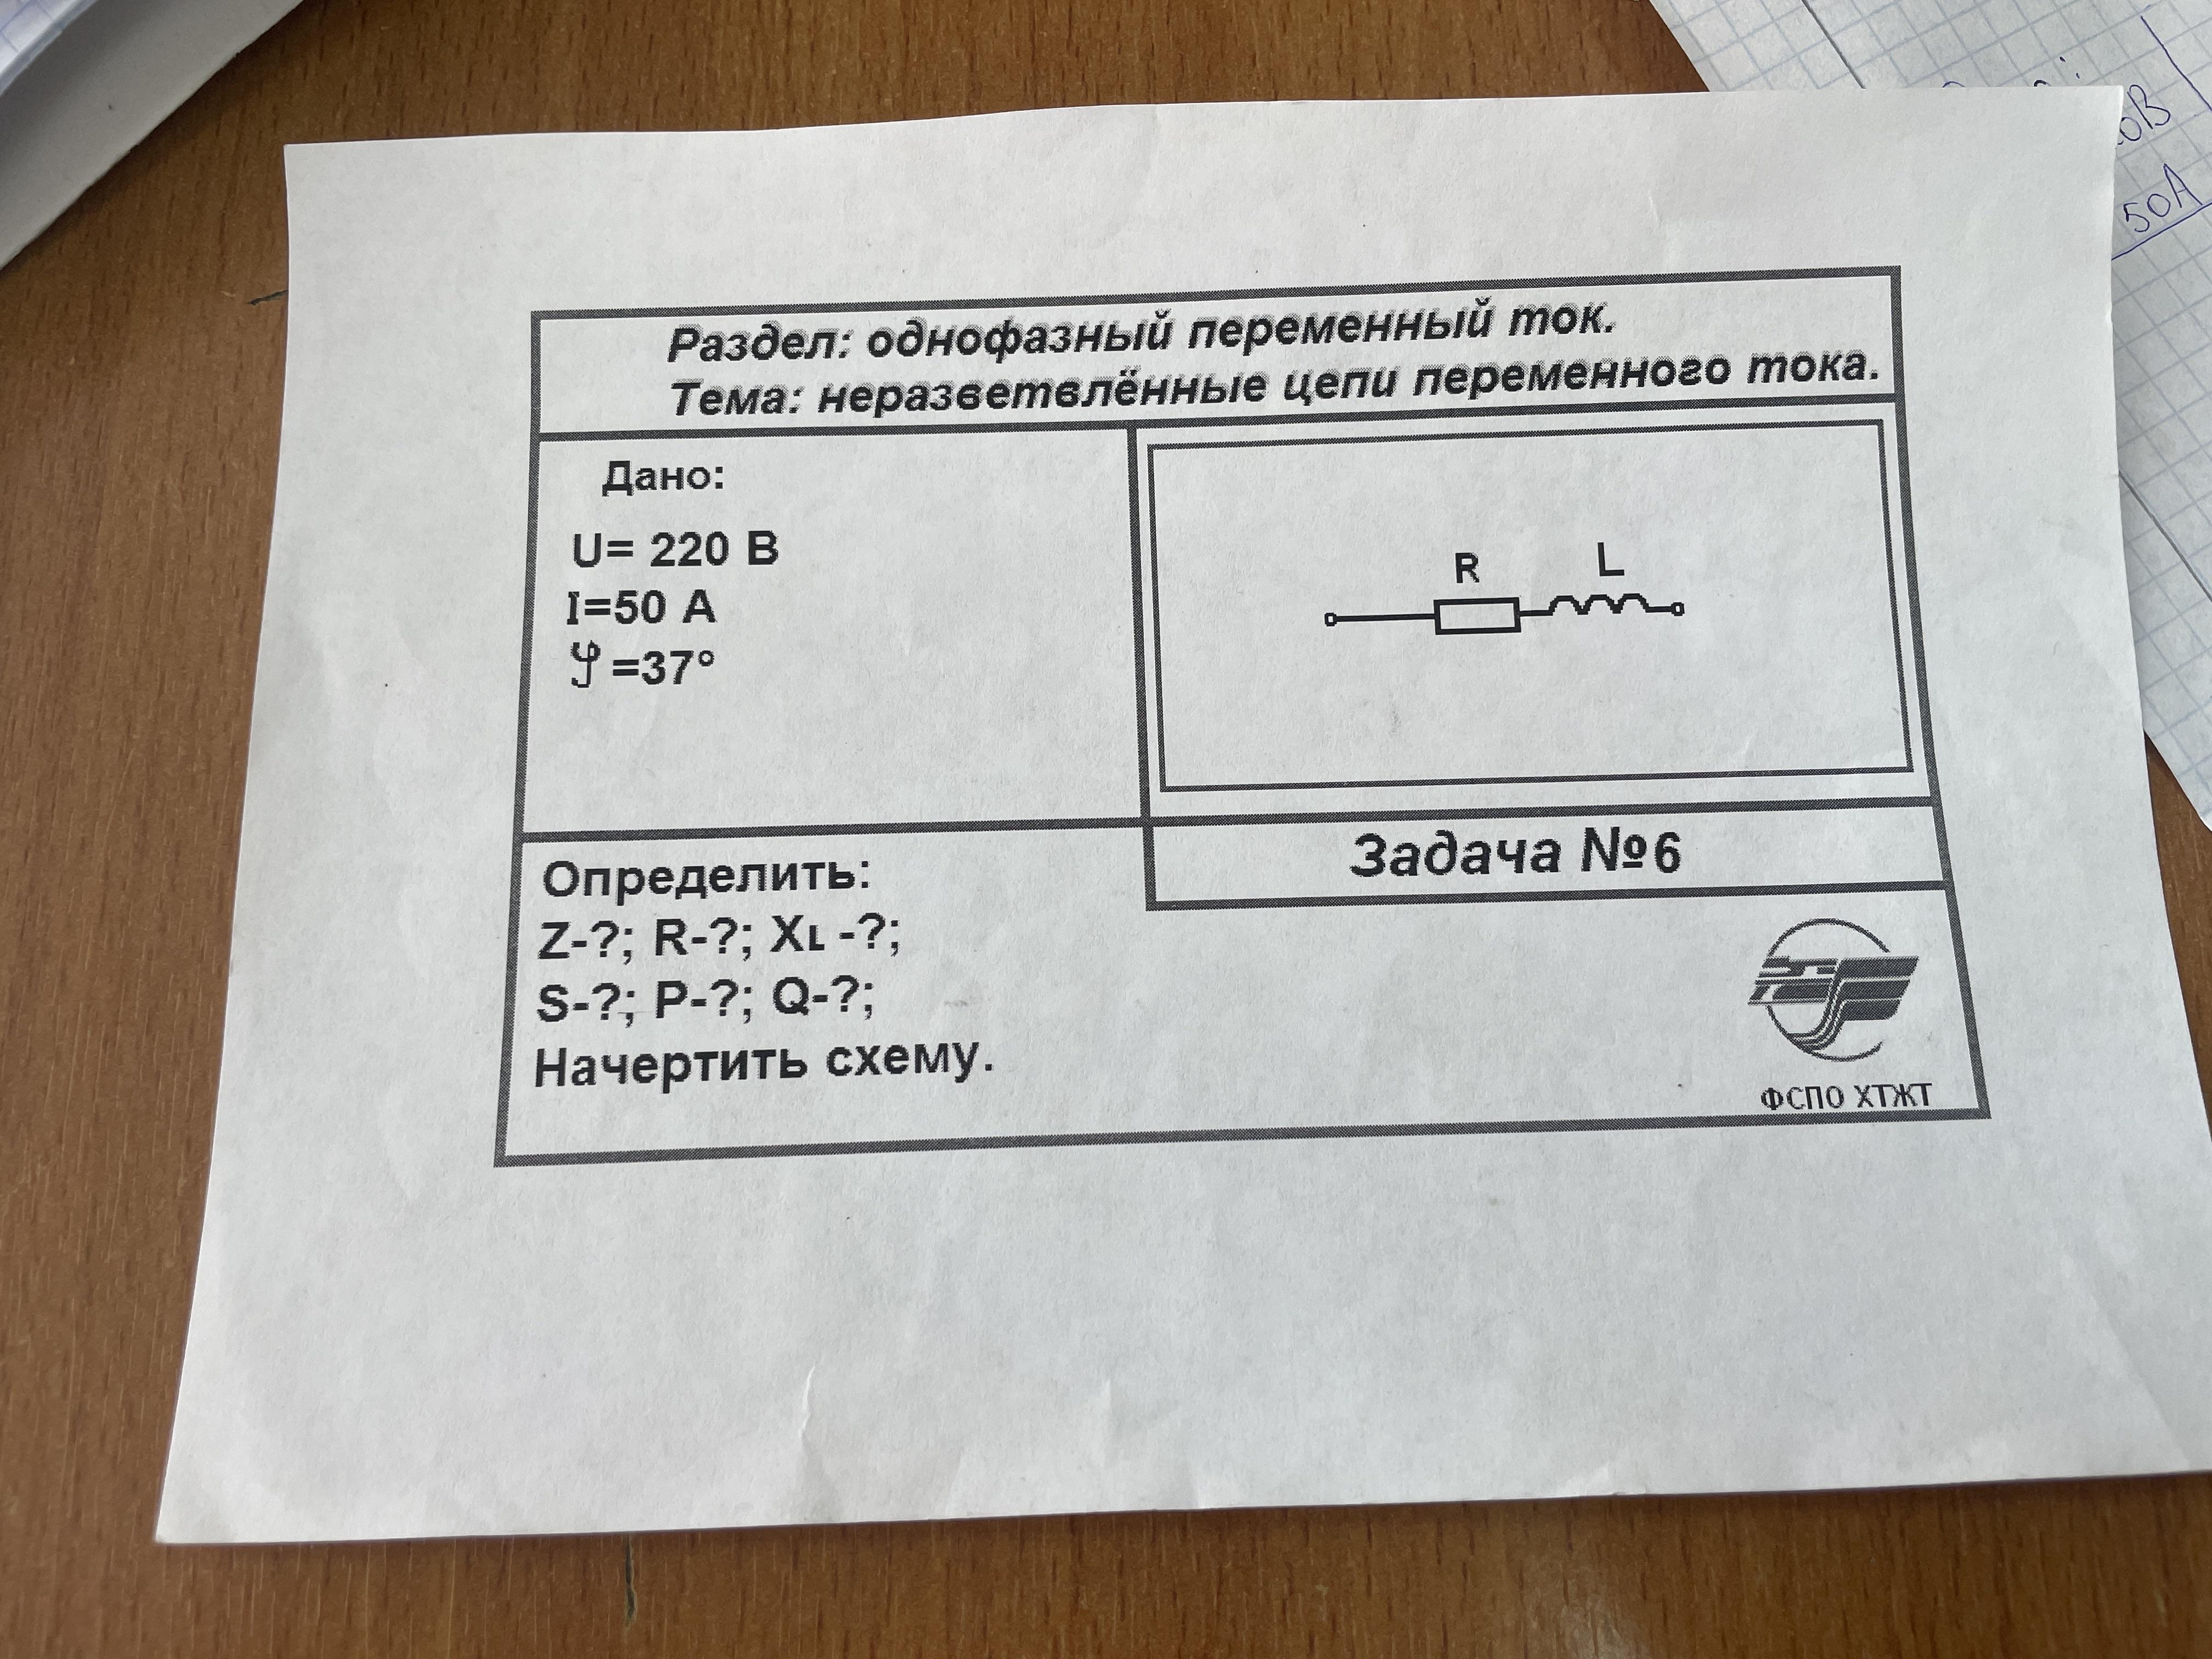 50А
Раздел: однофазный переменный ток.
Тема: неразветвлённые цепи переменного тока.
Дано:
U= 220 В
I=50 А
φ =37°
R L
Задача №6
Определить:
Z-?; R-?; XL -?;
S-?; P-?; Q-?;
Начертить схему.
ФСПО ХТЖТ